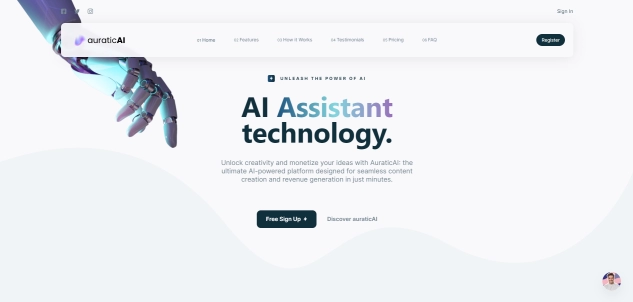 Sign In
auraticAI
01 Home
02 Features
03 How it Works
04 Testimonials
05 Pricing
06 FAQ
Register
UNLEASH THE POWER OF AI
AI Assistant
technology.
Unlock creativity and monetize your ideas with AuraticAI: the
ultimate AI-powered platform designed for seamless content
creation and revenue generation in just minutes.
Free Sign Up +
Discover auraticAI